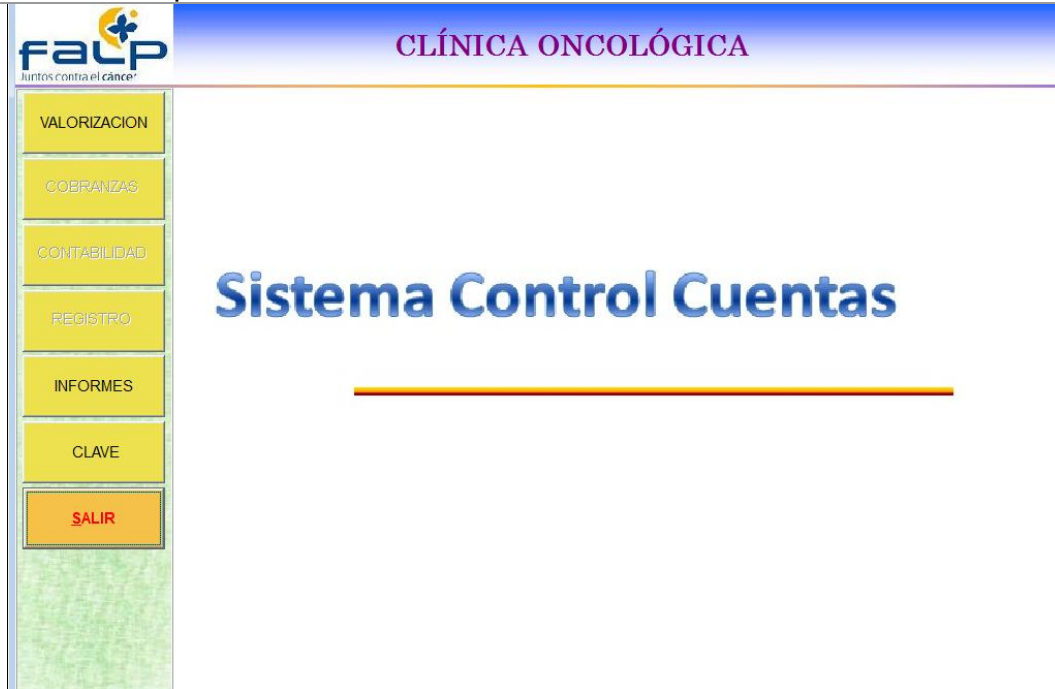 falp
Juntos contra el cáncer
CLÍNICA ONCOLÓGICA
VALORIZACION
COBRANZAS
CONTABILIDAD
REGISTRO
INFORMES
CLAVE
SALIR
Sistema Control Cuentas